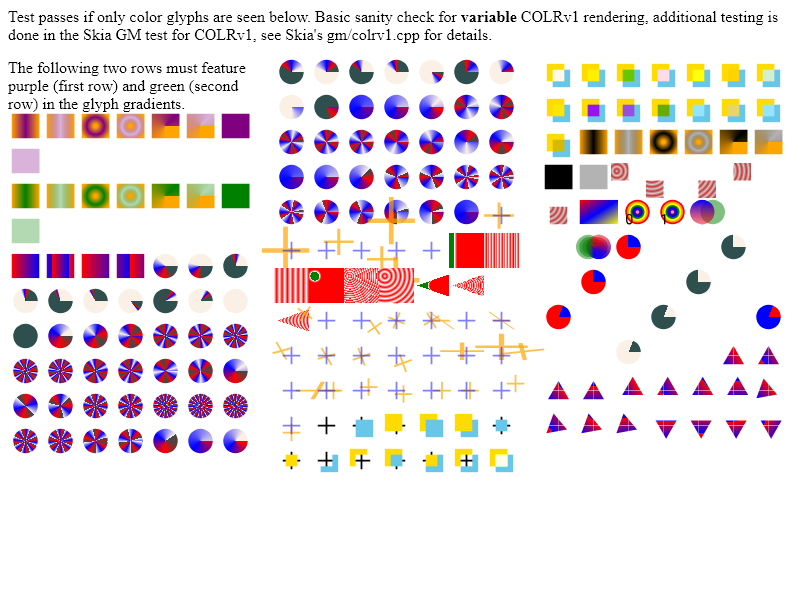 Test passes if only color glyphs are seen below. Basic sanity check for variable COLRv1 rendering, additional testing is
done in the Skia GM test for COLRv1, see Skia's gm/colrv1.cpp for details.
The following two rows must feature
purple (first row) and green (second
row) in the glyph gradients.
0 1